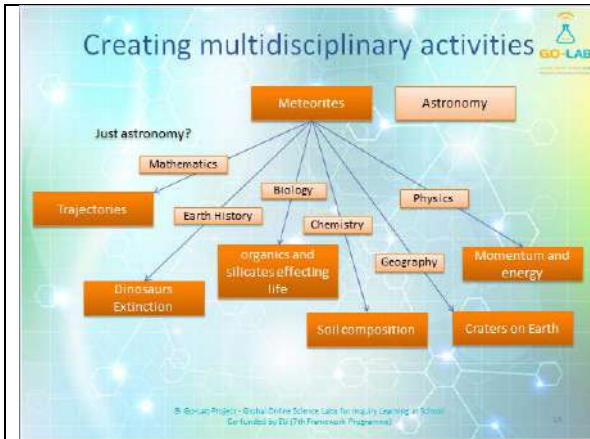 Creating multidisciplinary activities
GO-LAB
Meteorites
Astronomy
Just astronomy?
Mathematics
Biology
Physics
Trajectories
Earth History
Chemistry
Geography
organics and
silicates effecting
life
Momentum and
energy
Dinosaurs
Extinction
Soil composition
Craters on Earth
© Go-Lab Project - Global Online Science Labs for Inquiry Learning at School
Co-funded by EU (7th Framework Programme)